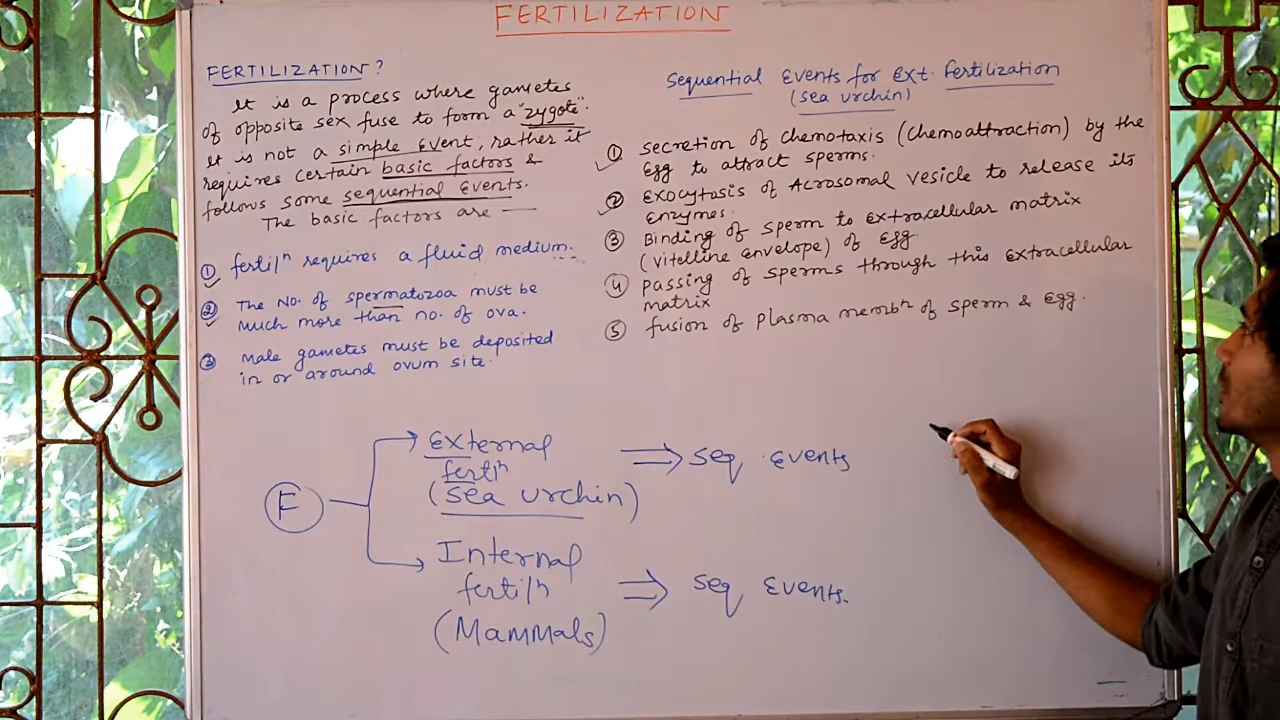 FERTILIZATION
FERTILIZATION?
It is a process where gametes
of opposite sex fuse to form a "zygote".
It is not a simple event, rather it
requires certain basic factors &
follows some sequential events.
The basic factors are —
① fertilⁿ requires a fluid medium.
② The No. of spermatozoa must be
much more than no. of ova.
③ Male gametes must be deposited
in or around ovum site.
Sequential Events for Ext. fertilization
(sea urchin)
① secretion of chemotaxis (chemoattraction) by the
Egg to attract sperms.
② Exocytosis of Acrosomal vesicle to release its
Enzymes.
③ Binding of sperm to extracellular matrix
(vitelline envelope) of Egg.
④ passing of sperms through this extracellular
matrix
⑤ fusion of plasma membⁿ of sperm & Egg.
F
External
fertilⁿ
(sea urchin)
⇒ seq. events
Internal
fertilⁿ
(Mammals)
⇒ seq events.